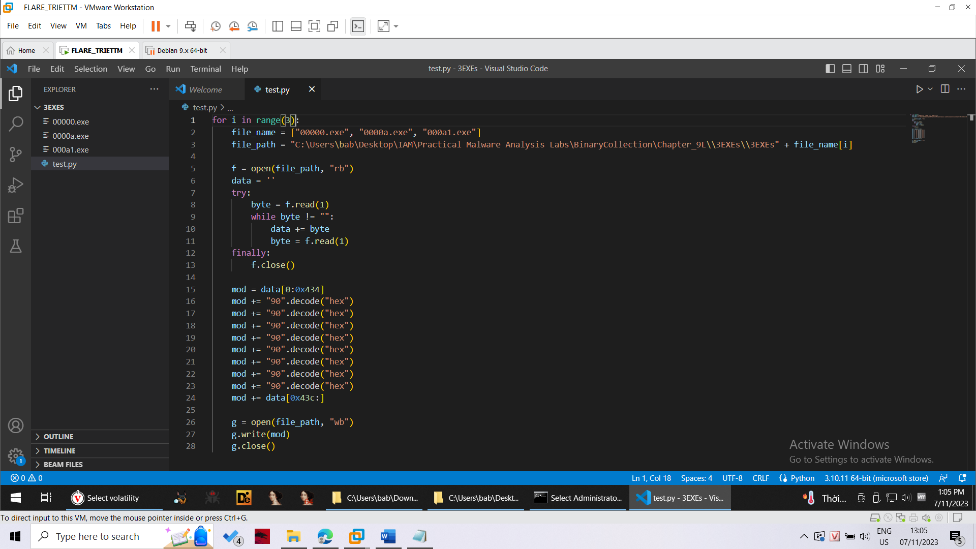 FLARE_TRIETTM - VMware Workstation
File Edit View VM Tabs Help
Home FLARE_TRIETTM Debian 9.x 64-bit
File Edit Selection View Go Run Terminal Help
test.py - 3EXEs - Visual Studio Code
EXPLORER
Welcome
test.py
3EXES
00000.exe
0000a.exe
000a1.exe
test.py
test.py > ...
1 for i in range(3):
2 file_name = ["00000.exe", "0000a.exe", "000a1.exe"]
3 file_path = "C:\Users\bab\Desktop\IAM\Practical Malware Analysis Labs\BinaryCollection\Chapter_9L\\3EXEs\\3EXEs" + file_name[i]
4
5 f = open(file_path, "rb")
6 data = ''
7 try:
8 byte = f.read(1)
9 while byte != "":
10 data += byte
11 byte = f.read(1)
12 finally:
13 f.close()
14
15 mod = data[0:0x434]
16 mod += "90".decode("hex")
17 mod += "90".decode("hex")
18 mod += "90".decode("hex")
19 mod += "90".decode("hex")
20 mod += "90".decode("hex")
21 mod += "90".decode("hex")
22 mod += "90".decode("hex")
23 mod += "90".decode("hex")
24 mod += data[0x43c:]
25
26 g = open(file_path, "wb")
27 g.write(mod)
28 g.close()
OUTLINE
TIMELINE
BEAM FILES
Activate Windows
Go to Settings to activate Windows.
0 0
Ln 1, Col 18 Spaces: 4 UTF-8 CRLF Python 3.10.11 64-bit (microsoft store)
Select volatility
C:\Users\bab\Down...
C:\Users\bab\Deskt...
Select Administrato...
test.py - 3EXEs - Vis...
Thời...
1:05 PM
7/11/2023
To direct input to this VM, move the mouse pointer inside or press Ctrl+G.
Type here to search
ENG
US
13:05
07/11/2023